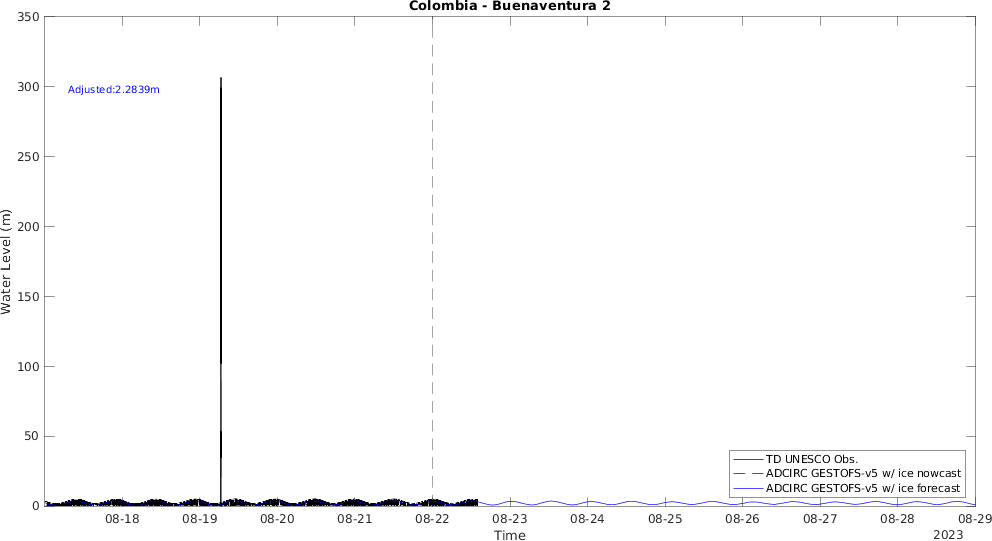 Colombia - Buenaventura 2
350
300
250
200
150
100
50
0
Water Level (m)
Adjusted:2.2839m
TD UNESCO Obs.
ADCIRC GESTOFS-v5 w/ ice nowcast
ADCIRC GESTOFS-v5 w/ ice forecast
08-18 08-19 08-20 08-21 08-22 08-23 08-24 08-25 08-26 08-27 08-28 08-29
Time
2023